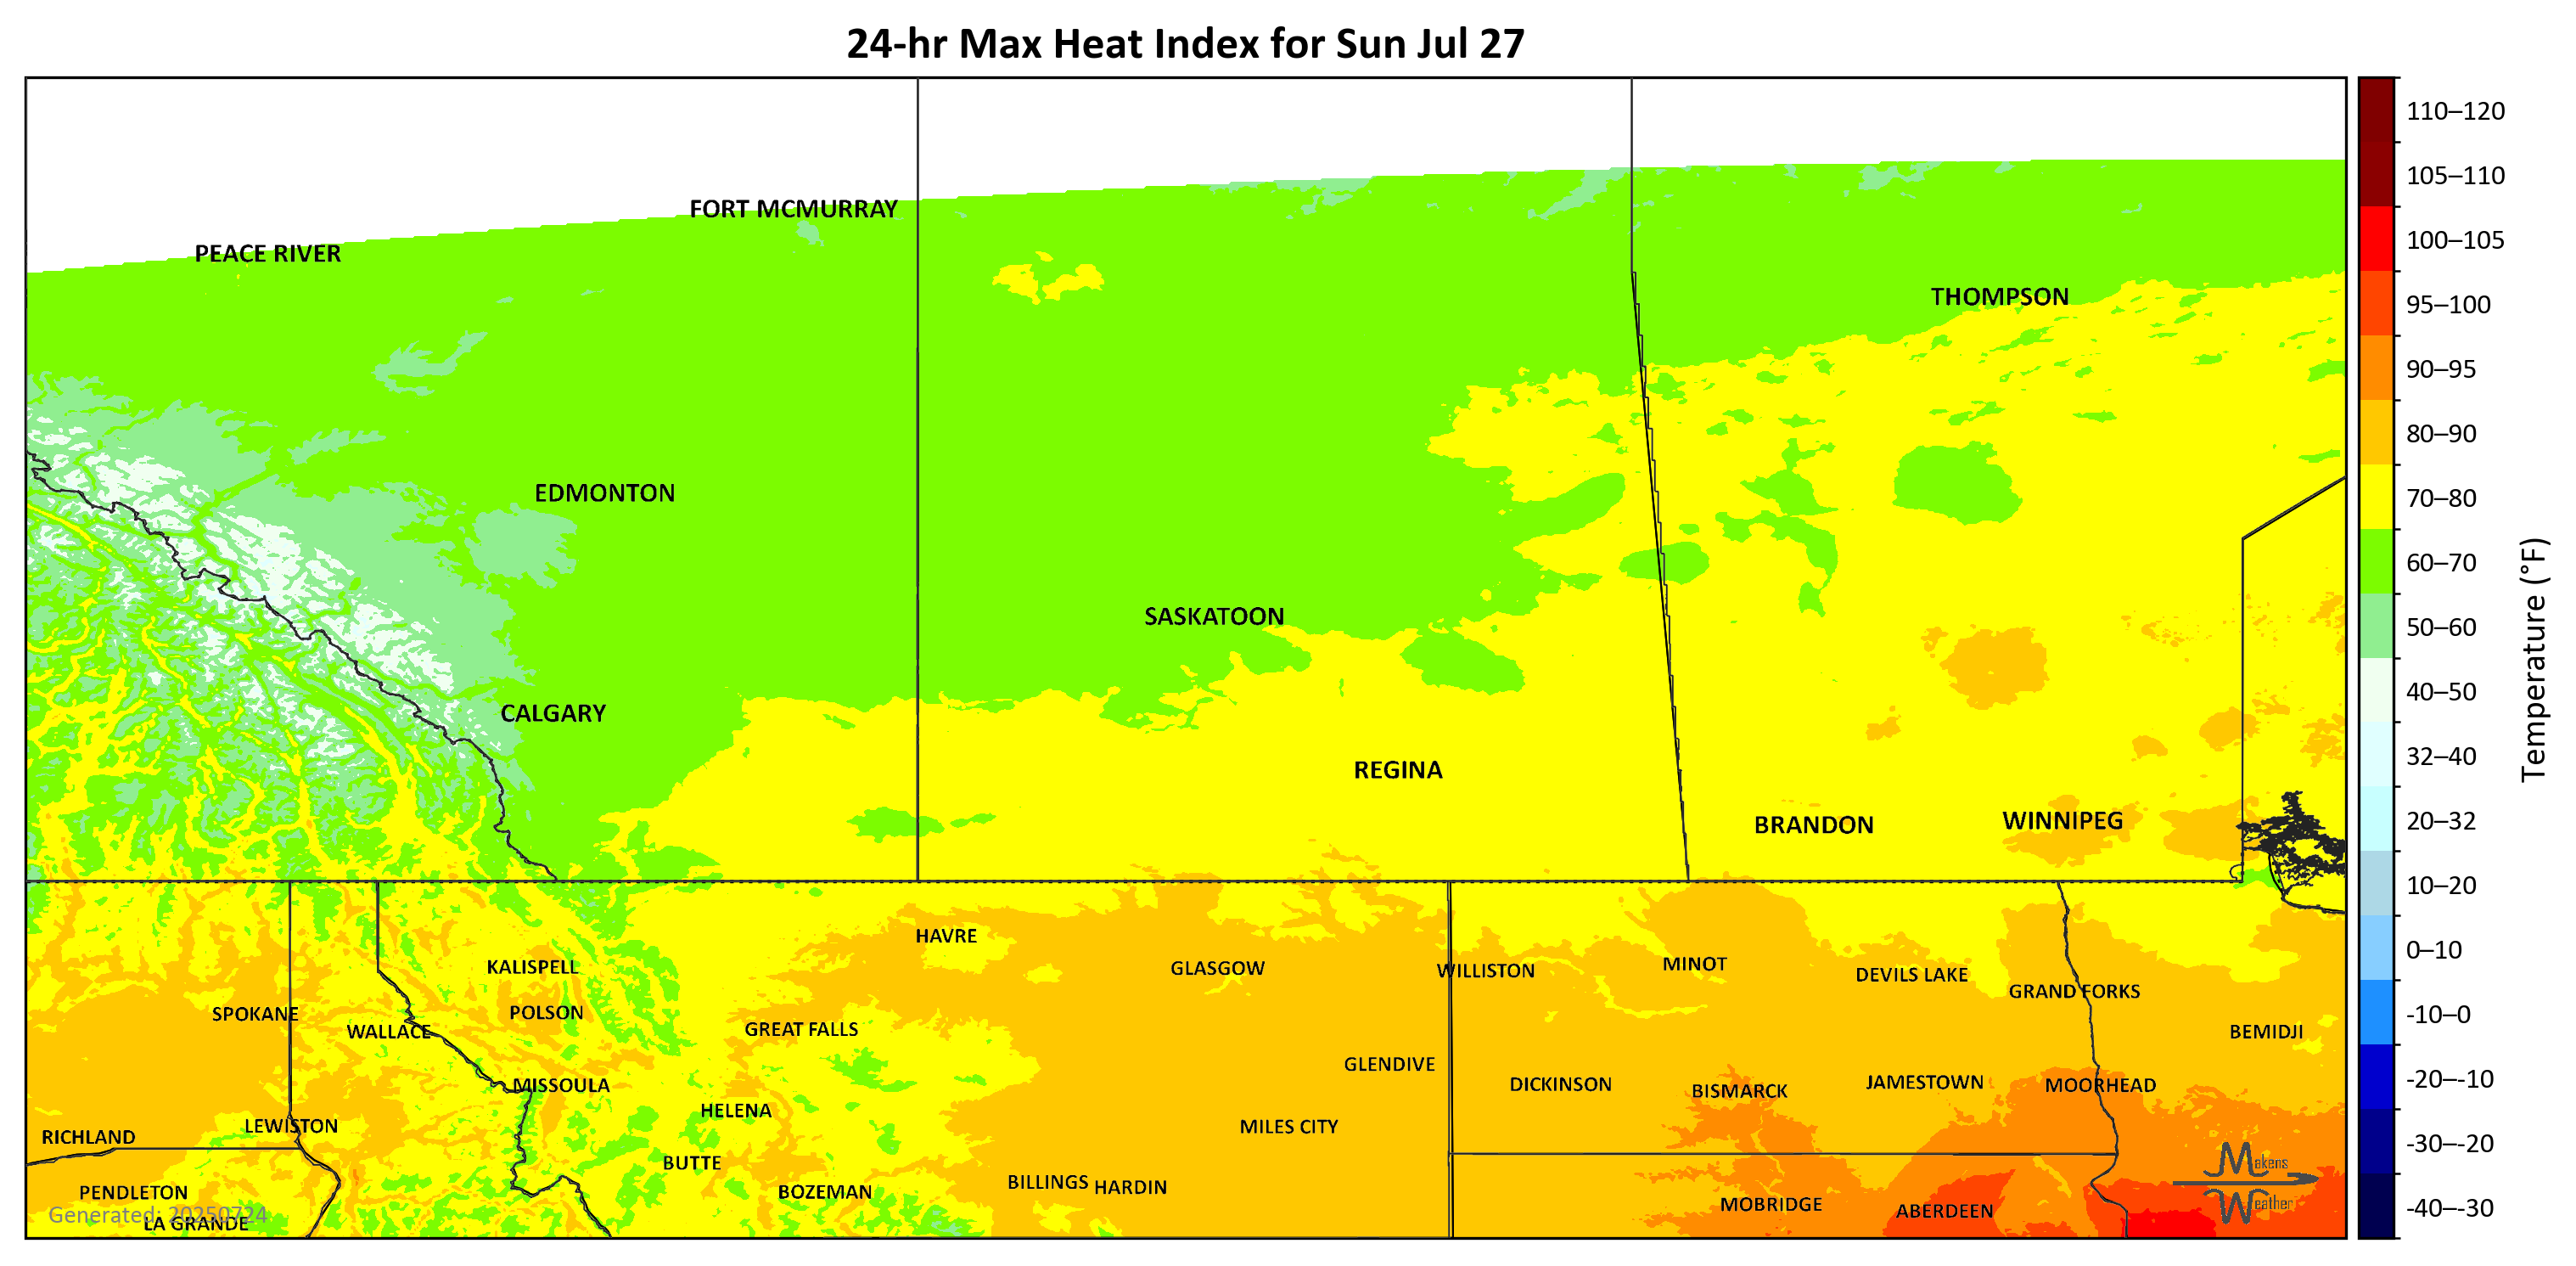 24-hr Max Heat Index for Sun Jul 27
110–120
105–110
FORT MCMURRAY
100–105
PEACE RIVER
THOMPSON
95–100
90–95
80–90
EDMONTON
70–80
60–70
SASKATOON
50–60
40–50
CALGARY
32–40
Temperature (°F)
REGINA
20–32
BRANDON
WINNIPEG
10–20
HAVRE
0–10
KALISPELL
GLASGOW
WILLISTON
MINOT
DEVILS LAKE
GRAND FORKS
SPOKANE
POLSON
-10–0
WALLACE
GREAT FALLS
BEMIDJI
GLENDIVE
-20–-10
MISSOULA
DICKINSON
BISMARCK
JAMESTOWN
MOORHEAD
HELENA
LEWISTON
MILES CITY
RICHLAND
-30–-20
BUTTE
Makens
Weather
PENDLETON
BOZEMAN
BILLINGS
HARDIN
MOBRIDGE
ABERDEEN
-40–-30
Generated: 20250724
LA GRANDE